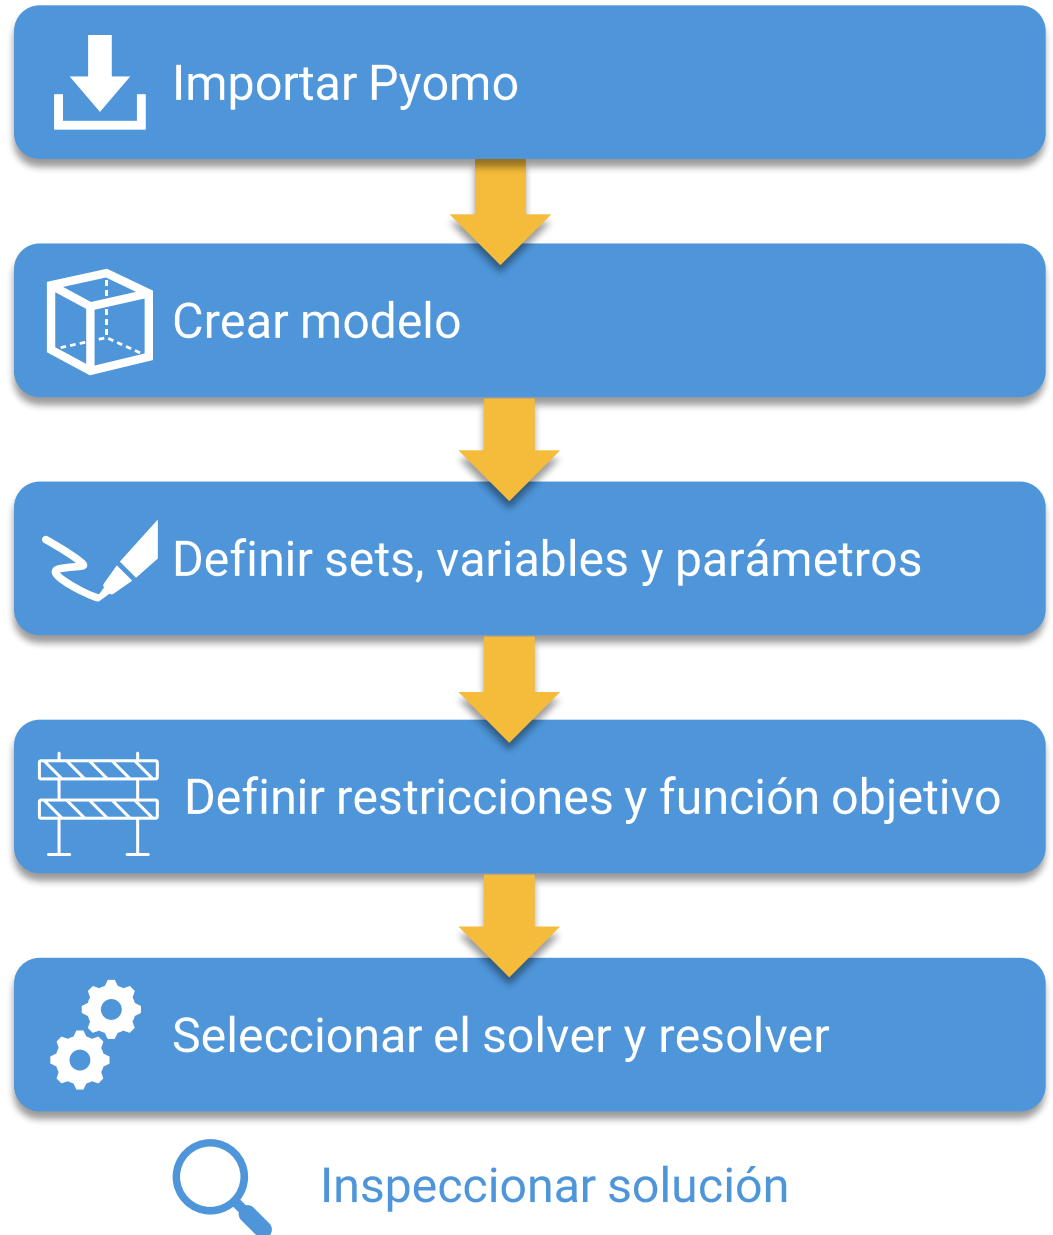 Importar Pyomo
Crear modelo
Definir sets, variables y parámetros
Definir restricciones y función objetivo
Seleccionar el solver y resolver
Inspeccionar solución